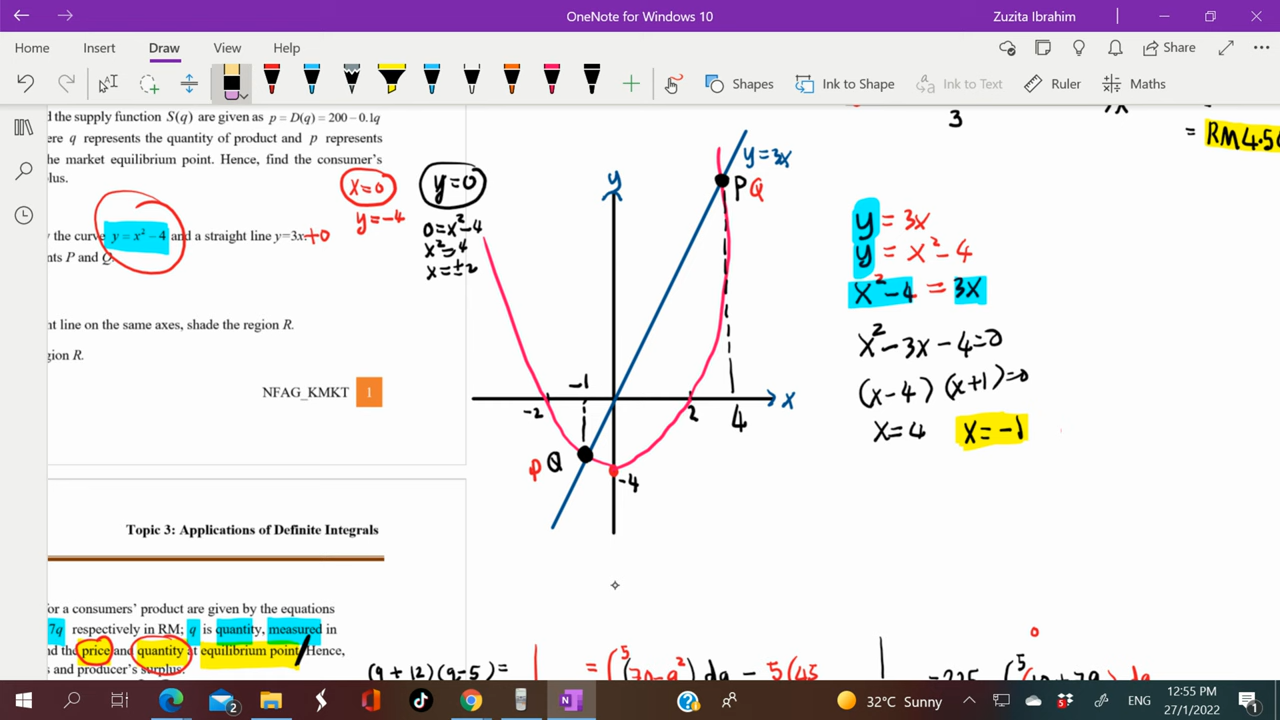 OneNote for Windows 10
Zuzita Ibrahim
Home Insert Draw View Help
Share
Shapes
Ink to Shape
Ink to Text
Ruler
Maths
d the supply function S(q) are given as p = D(q) = 200 – 0.1q
ere q represents the quantity of product and p represents
he market equilibrium point. Hence, find the consumer's
plus.
y the curve y = x² – 4 and a straight line y=3x.+0
nts P and Q.
nt line on the same axes, shade the region R.
gion R.
NFAG_KMKT 1
x=0
y=-4
y=0
0=x²-4
x²=4
x=±2
y
y=3x
P Q
-1
-2
2
4
x
P Q
-4
3
= RM4.50
y = 3x
y = x²-4
x²-4 = 3x
x²-3x-4=0
(x-4) (x+1)=0
x=4 x=-1
Topic 3: Applications of Definite Integrals
for a consumers' product are given by the equations
7q respectively in RM; q is quantity, measured in
nd the price and quantity at equilibrium point. Hence,
s and producer's surplus.
(q+12)(q-5)=
0
32°C Sunny
ENG
12:55 PM
27/1/2022